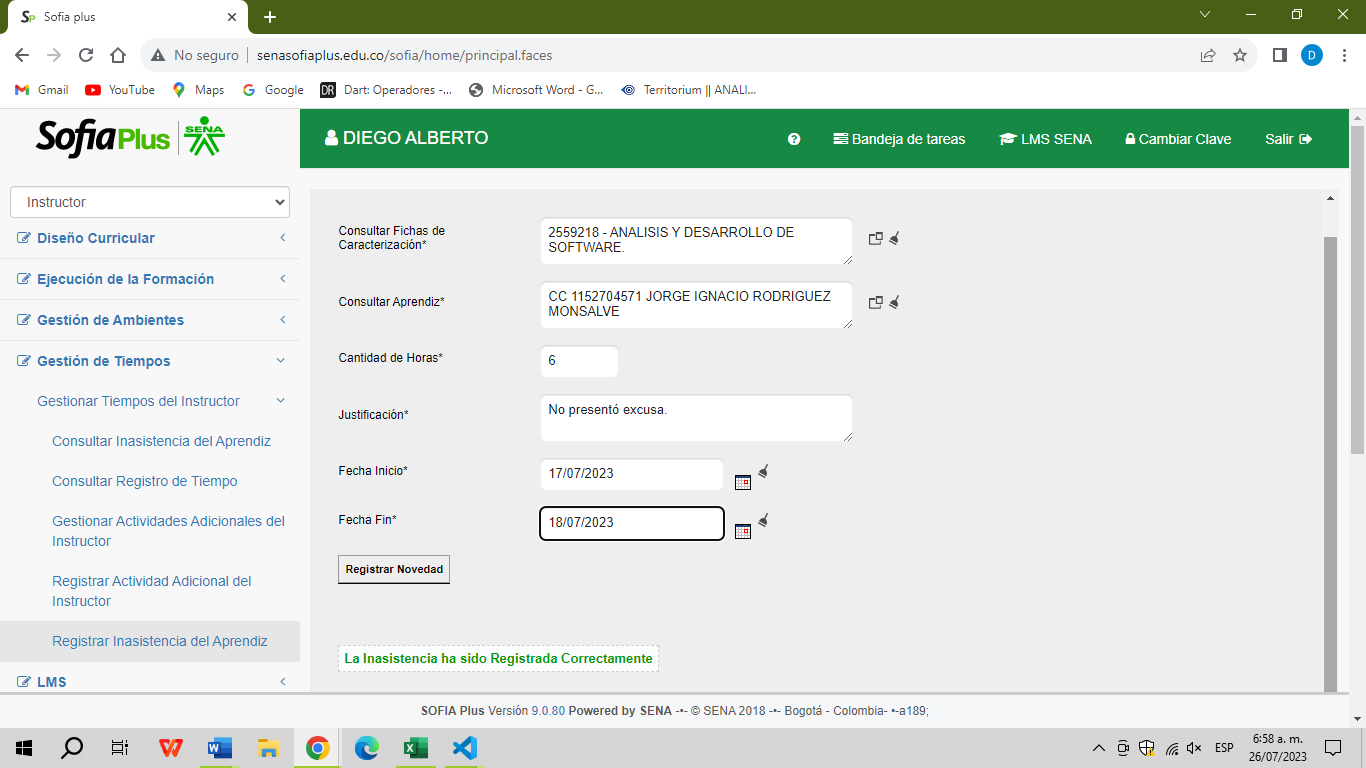 Sofia plus
No seguro
senasofiaplus.edu.co/sofia/home/principal.faces
D
Gmail
YouTube
Maps
Google
DR
Dart: Operadores -...
Microsoft Word - G...
Territorium || ANALI...
Sofia Plus
SENA
DIEGO ALBERTO
Bandeja de tareas
LMS SENA
Cambiar Clave
Salir
Instructor
Diseño Curricular
Ejecución de la Formación
Gestión de Ambientes
Gestión de Tiempos
Gestionar Tiempos del Instructor
Consultar Inasistencia del Aprendiz
Consultar Registro de Tiempo
Gestionar Actividades Adicionales del
Instructor
Registrar Actividad Adicional del
Instructor
Registrar Inasistencia del Aprendiz
LMS
Consultar Fichas de
Caracterización*
2559218 - ANALISIS Y DESARROLLO DE
SOFTWARE.
Consultar Aprendiz*
CC 1152704571 JORGE IGNACIO RODRIGUEZ
MONSALVE
Cantidad de Horas*
6
Justificación*
No presentó excusa.
Fecha Inicio*
17/07/2023
Fecha Fin*
18/07/2023
Registrar Novedad
La Inasistencia ha sido Registrada Correctamente
SOFIA Plus Versión 9.0.80 Powered by SENA -•- © SENA 2018 -•- Bogotá - Colombia- •-a189;
ESP
6:58 a. m.
26/07/2023